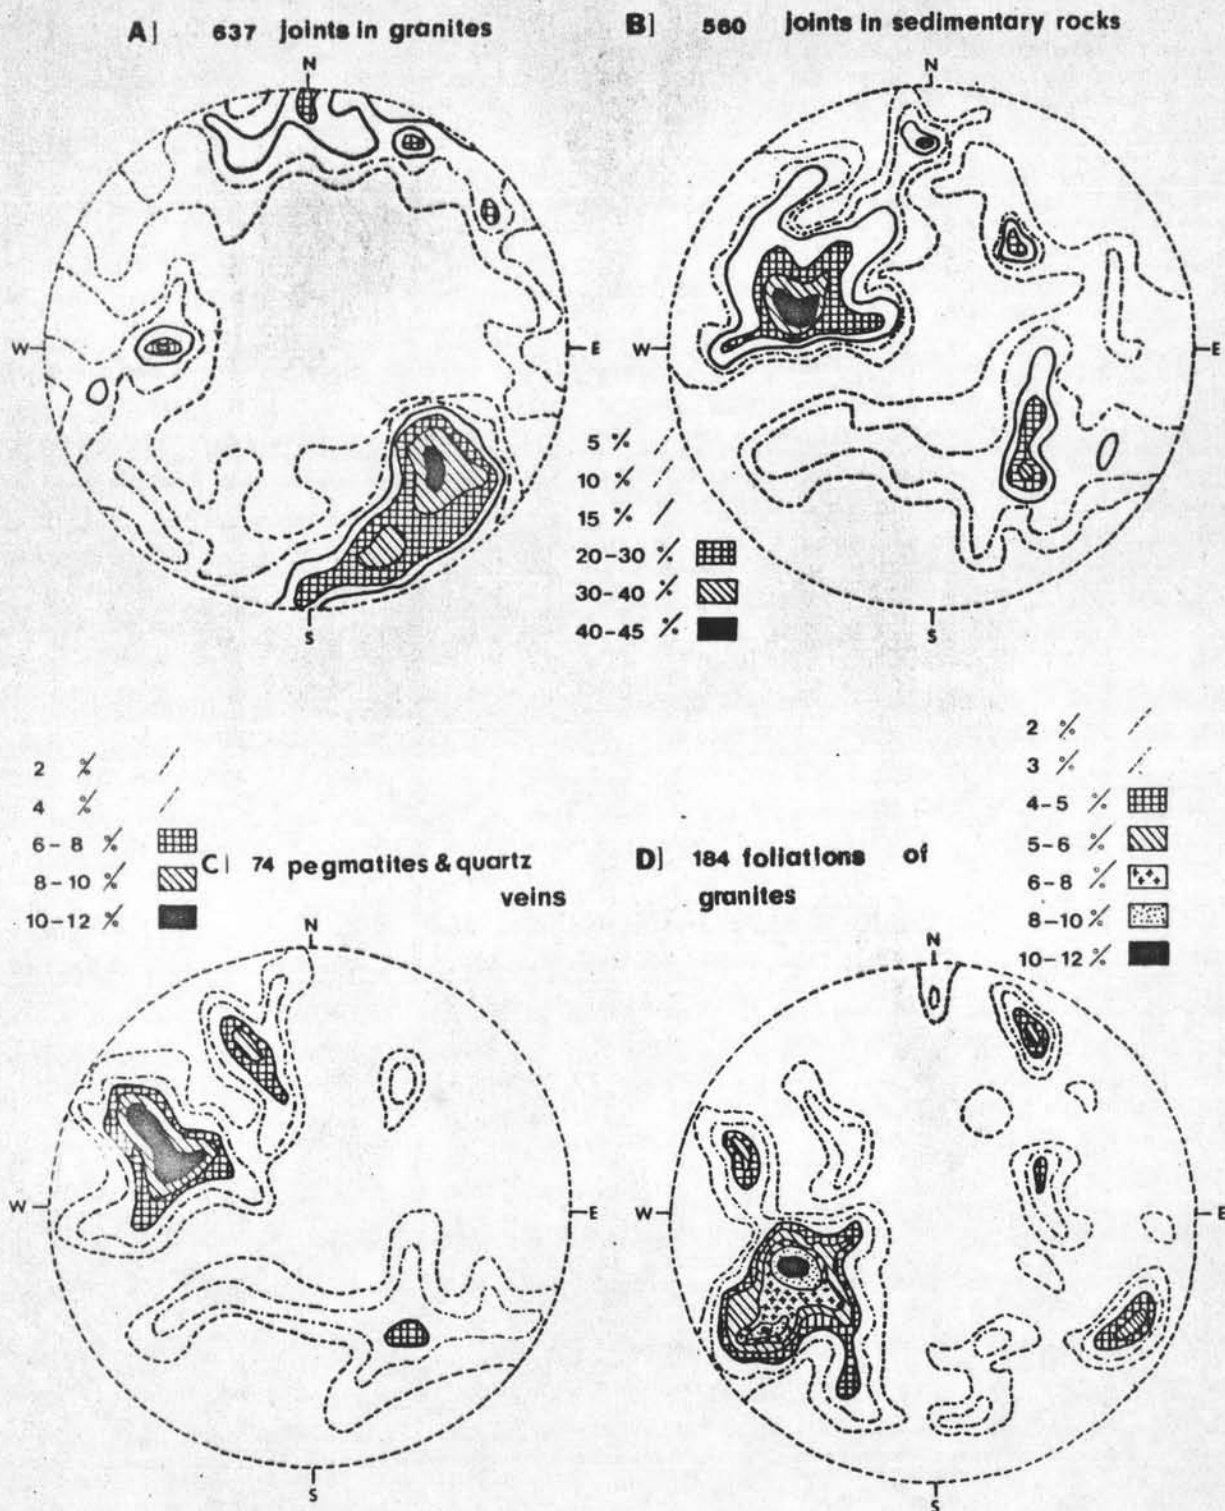 A] 637 joints in granites
B] 560 joints in sedimentary rocks
N
N
W
E
W
E
S
S
5 %
10 %
15 %
20-30 %
30-40 %
40-45 %
2 %
4 %
6-8 %
8-10 %
10-12 %
2 %
3 %
4-5 %
5-6 %
6-8 %
8-10 %
10-12 %
C] 74 pegmatites & quartz
veins
D] 184 foliations of
granites
N
N
W
E
W
E
S
S